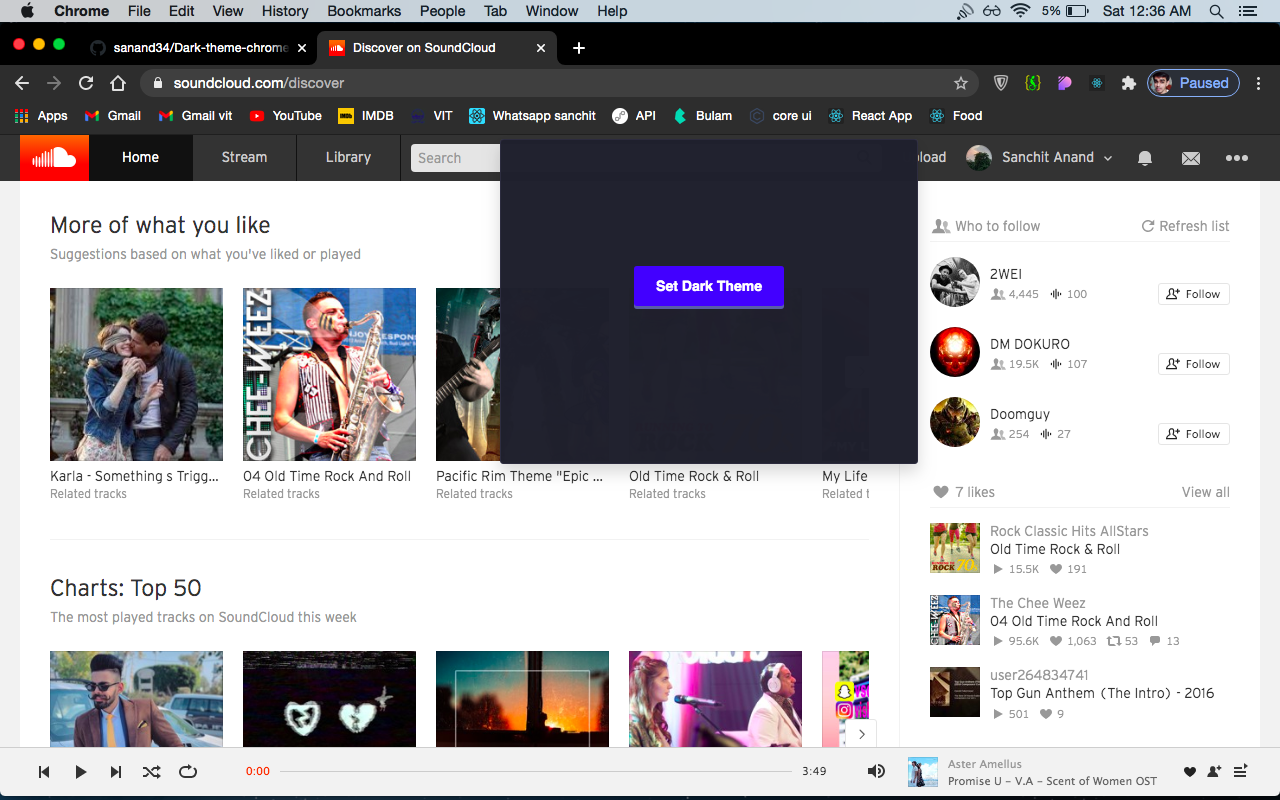 Chrome File Edit View History Bookmarks People Tab Window Help 5% Sat 12:36 AM
sanand34/Dark-theme-chrome Discover on SoundCloud
soundcloud.com/discover Paused
Apps Gmail Gmail vit YouTube IMDB VIT Whatsapp sanchit API Bulam core ui React App Food
Home Stream Library Search load Sanchit Anand
More of what you like
Suggestions based on what you've liked or played
Set Dark Theme
CHEE-WEEZ
Karla - Something s Trigg... 04 Old Time Rock And Roll Pacific Rim Theme "Epic ... Old Time Rock & Roll My Life
Related tracks Related tracks Related tracks Related tracks Related t
Charts: Top 50
The most played tracks on SoundCloud this week
Who to follow Refresh list
2WEI
4,445 100 Follow
DM DOKURO
19.5K 107 Follow
Doomguy
254 27 Follow
7 likes View all
Rock Classic Hits AllStars
Old Time Rock & Roll
15.5K 191
The Chee Weez
04 Old Time Rock And Roll
95.6K 1,063 53 13
user264834741
Top Gun Anthem (The Intro) - 2016
501 9
0:00 3:49
Aster Amellus
Promise U – V.A – Scent of Women OST